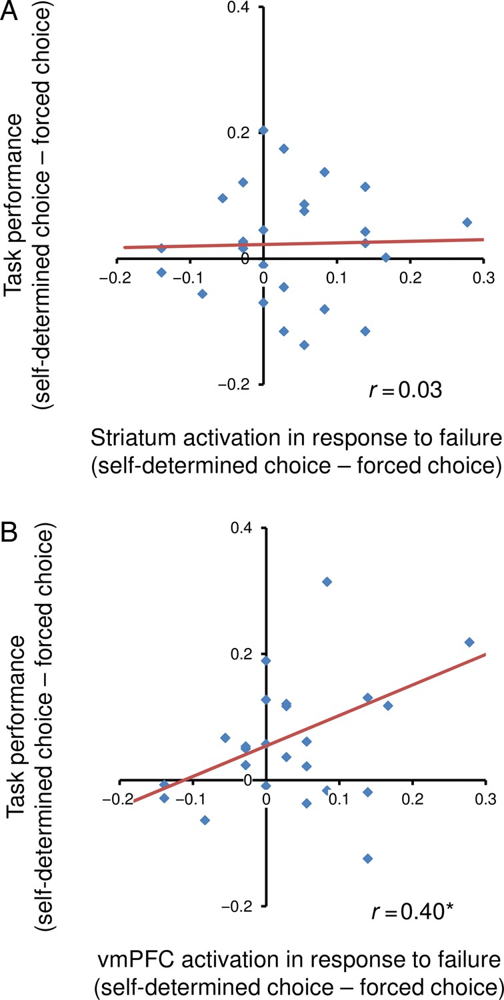 A
Task performance
(self-determined choice – forced choice)
0.4
0.2
0
−0.2
−0.2 −0.1 0 0.1 0.2 0.3
r = 0.03
Striatum activation in response to failure
(self-determined choice – forced choice)
B
Task performance
(self-determined choice – forced choice)
0.4
0.2
0
−0.2
−0.2 −0.1 0 0.1 0.2 0.3
r = 0.40*
vmPFC activation in response to failure
(self-determined choice – forced choice)